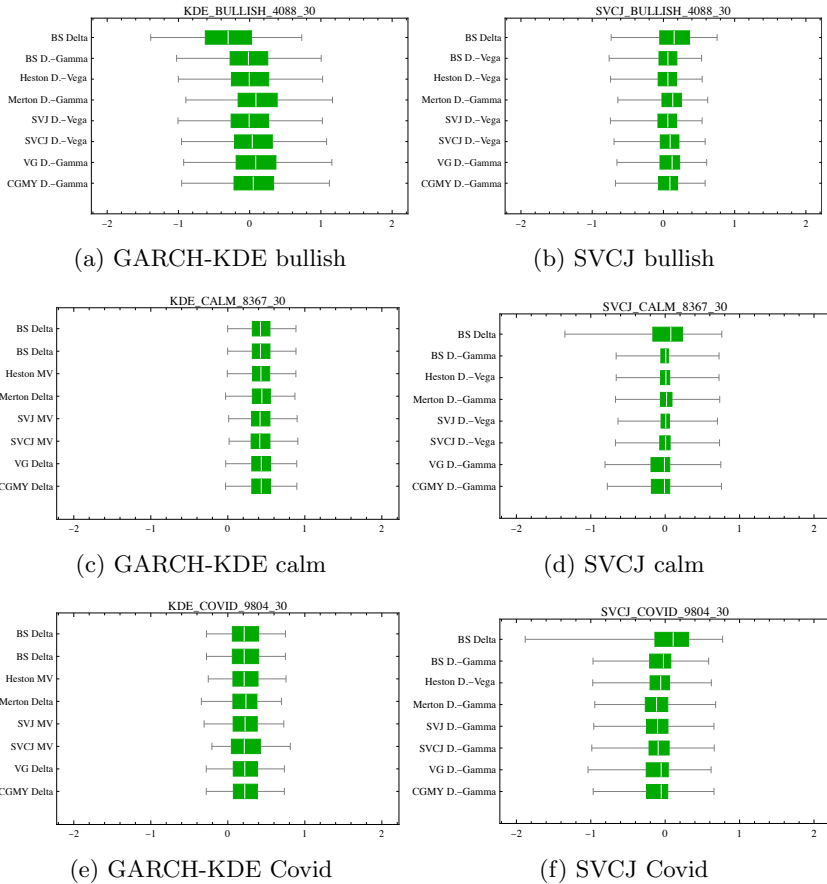 KDE_BULLISH_4088_30
BS Delta
BS D.-Gamma
Heston D.-Vega
Merton D.-Gamma
SVJ D.-Vega
SVCJ D.-Vega
VG D.-Gamma
CGMY D.-Gamma
-2 -1 0 1 2
(a) GARCH-KDE bullish
SVCJ_BULLISH_4088_30
BS Delta
BS D.-Vega
Heston D.-Vega
Merton D.-Gamma
SVJ D.-Vega
SVCJ D.-Vega
VG D.-Gamma
CGMY D.-Gamma
-2 -1 0 1 2
(b) SVCJ bullish
KDE_CALM_8367_30
BS Delta
BS Delta
Heston MV
Merton Delta
SVJ MV
SVCJ MV
VG Delta
CGMY Delta
-2 -1 0 1 2
(c) GARCH-KDE calm
SVCJ_CALM_8367_30
BS Delta
BS D.-Gamma
Heston D.-Vega
Merton D.-Gamma
SVJ D.-Vega
SVCJ D.-Vega
VG D.-Gamma
CGMY D.-Gamma
-2 -1 0 1 2
(d) SVCJ calm
KDE_COVID_9804_30
BS Delta
BS Delta
Heston MV
Merton Delta
SVJ MV
SVCJ MV
VG Delta
CGMY Delta
-2 -1 0 1 2
(e) GARCH-KDE Covid
SVCJ_COVID_9804_30
BS Delta
BS D.-Gamma
Heston D.-Vega
Merton D.-Gamma
SVJ D.-Gamma
SVCJ D.-Gamma
VG D.-Gamma
CGMY D.-Gamma
-2 -1 0 1 2
(f) SVCJ Covid